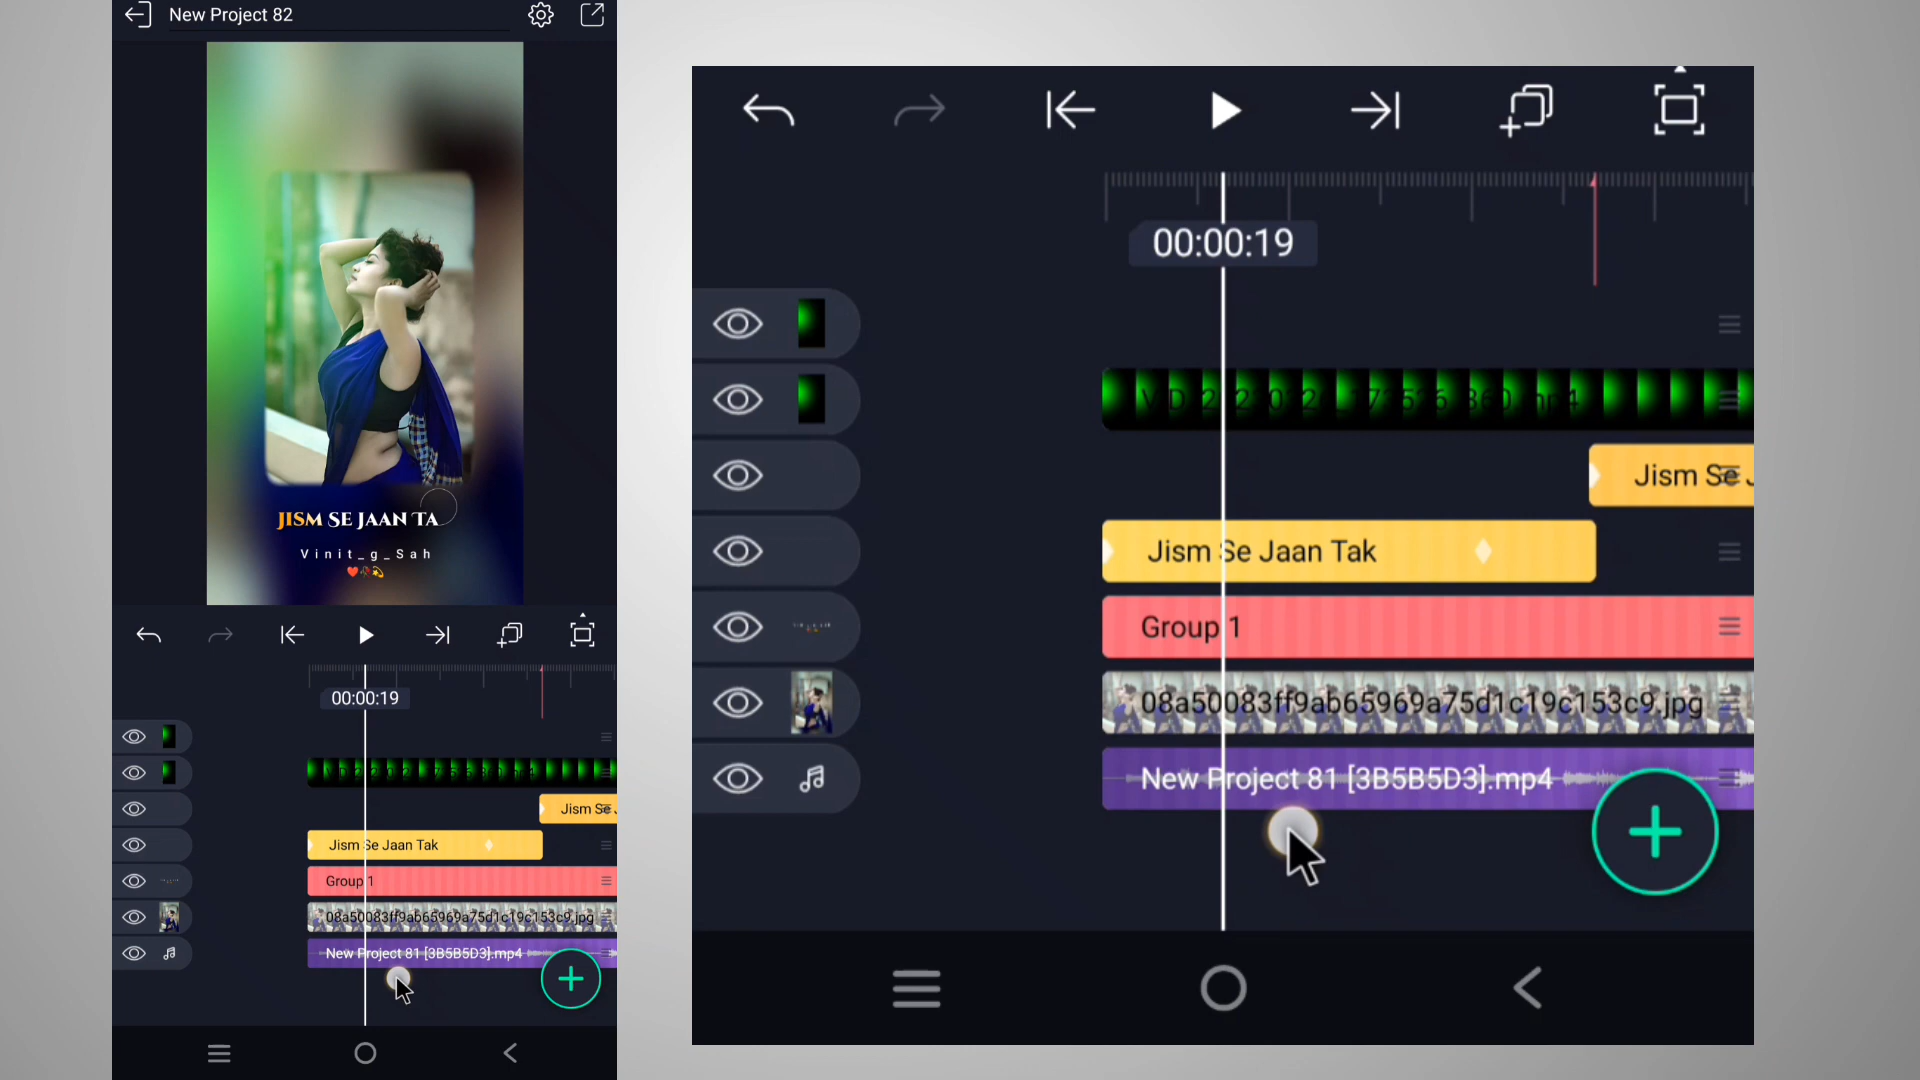 New Project 82
JISM SE JAAN TA
Vinit_g_Sah
00:00:19
Jism Se J
Jism Se Jaan Tak
Group 1
08a50083ff9ab65969a75d1c19c153c9.jpg
New Project 81 [3B5B5D3].mp4
00:00:19
Jism Se J
Jism Se Jaan Tak
Group 1
08a50083ff9ab65969a75d1c19c153c9.jpg
New Project 81 [3B5B5D3].mp4